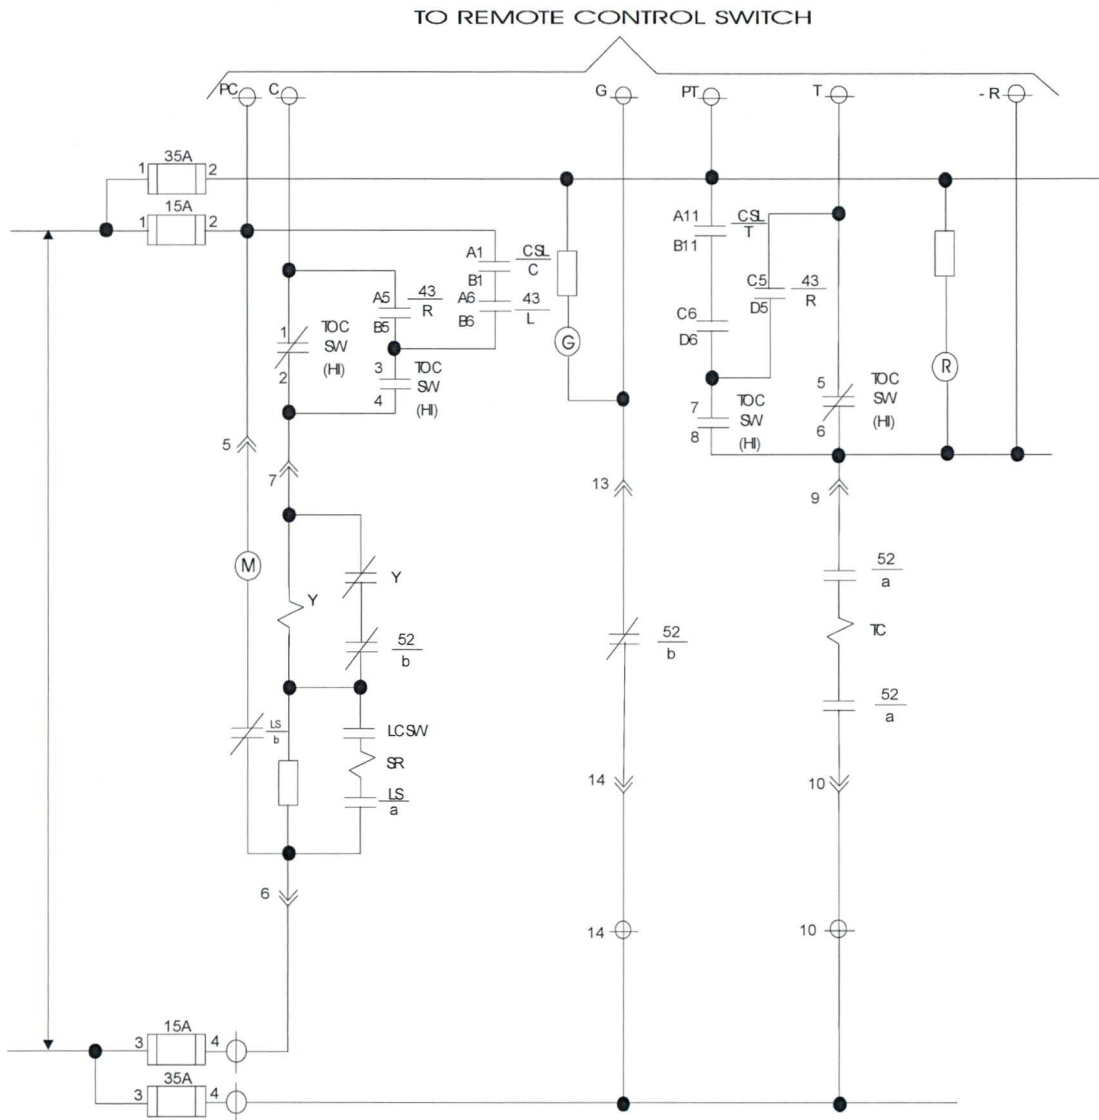 TO REMOTE CONTROL SWITCH
PC C G PT T - R
35A
1 2
15A
1 2
A11 CSL
B11 T
A1 CSL
B1 C
A5 43
B5 R
A6 43
B6 L
C5 43
D5 R
C6
D6
1 TOC
SW
2 (HI)
3 TOC
SW
4 (HI)
G
R
5 TOC
SW
6 (HI)
7 TOC
SW
8 (HI)
5
7
13
9
M
Y
Y
52
b
52
b
52
a
TC
52
a
LS
b
LCSW
SR
LS
a
14
10
6
14
10
15A
3 4
35A
3 4